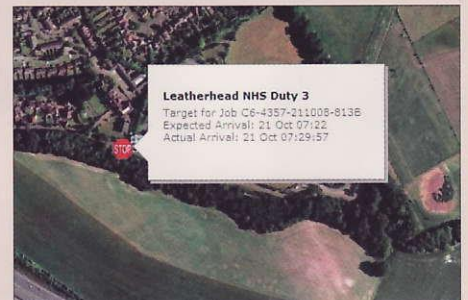 Leatherhead NHS Duty 3
Target for Job C6-4357-211008-8138
Expected Arrival: 21 Oct 07:22
Actual Arrival: 21 Oct 07:29:57
STOP